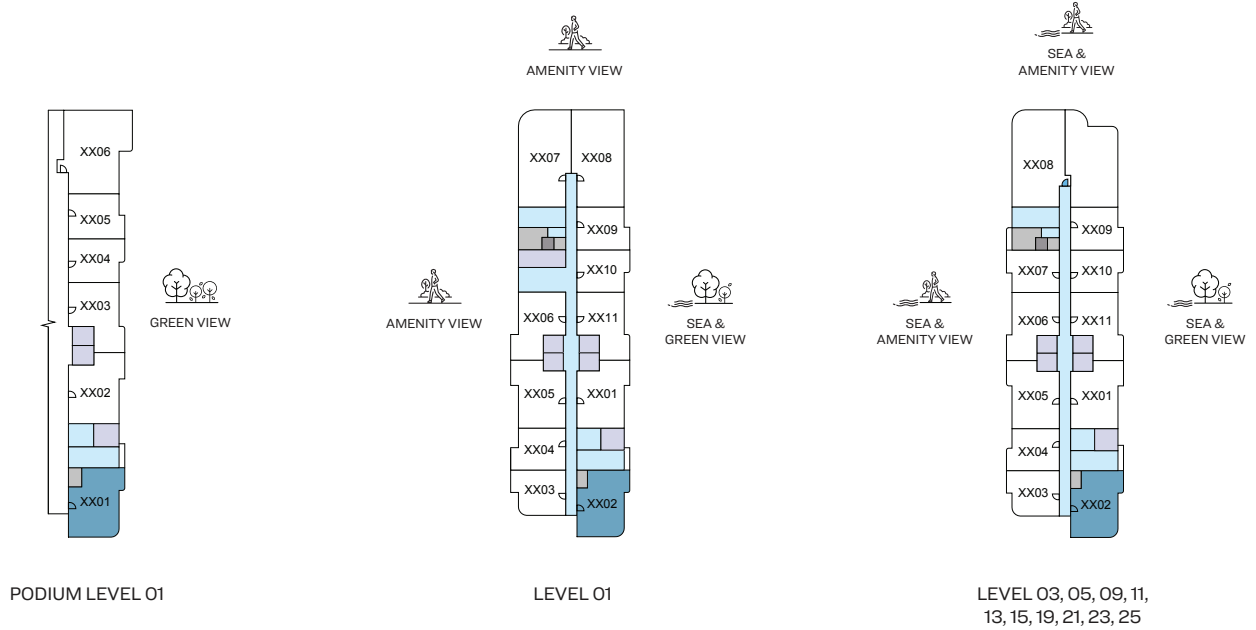 AMENITY VIEW
SEA &
AMENITY VIEW
XX06
XX05
XX04
XX03
XX02
XX01
GREEN VIEW
PODIUM LEVEL 01
AMENITY VIEW
XX07
XX08
XX09
XX10
XX06
XX11
XX05
XX01
XX04
XX03
XX02
SEA &
GREEN VIEW
LEVEL 01
SEA &
AMENITY VIEW
XX08
XX09
XX07
XX10
XX06
XX11
XX05
XX01
XX04
XX03
XX02
SEA &
GREEN VIEW
LEVEL 03, 05, 09, 11,
13, 15, 19, 21, 23, 25